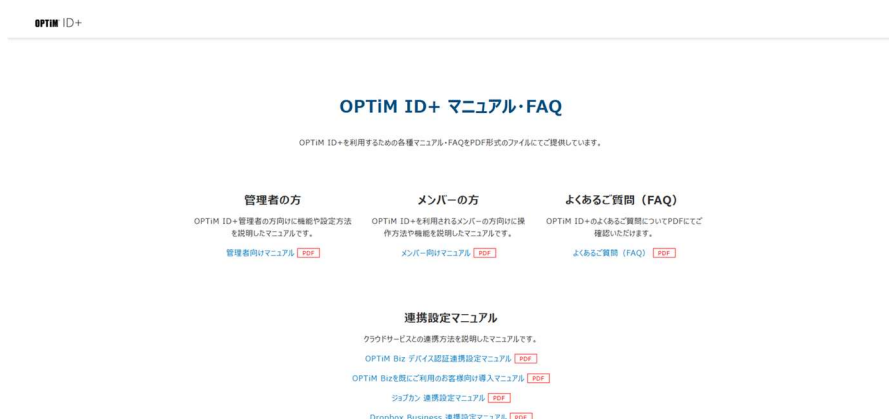 OPTiM ID+
OPTiM ID+ マニュアル・FAQ
OPTiM ID+を利用するための各種マニュアル・FAQをPDF形式のファイルにてご提供しています。
管理者の方
OPTiM ID+管理者の方向けに機能や設定方法
を説明したマニュアルです。
管理者向けマニュアル PDF
メンバーの方
OPTiM ID+を利用されるメンバーの方向けに操
作方法や機能を説明したマニュアルです。
メンバー向けマニュアル PDF
よくあるご質問（FAQ）
OPTiM ID+のよくあるご質問についてPDFにてご
確認いただけます。
よくあるご質問（FAQ） PDF
連携設定マニュアル
クラウドサービスとの連携方法を説明したマニュアルです。
OPTiM Biz デバイス認証連携設定マニュアル PDF
OPTiM Bizを既にご利用のお客様向け導入マニュアル PDF
ジョブカン 連携設定マニュアル PDF
Dropbox Business 連携設定マニュアル PDF